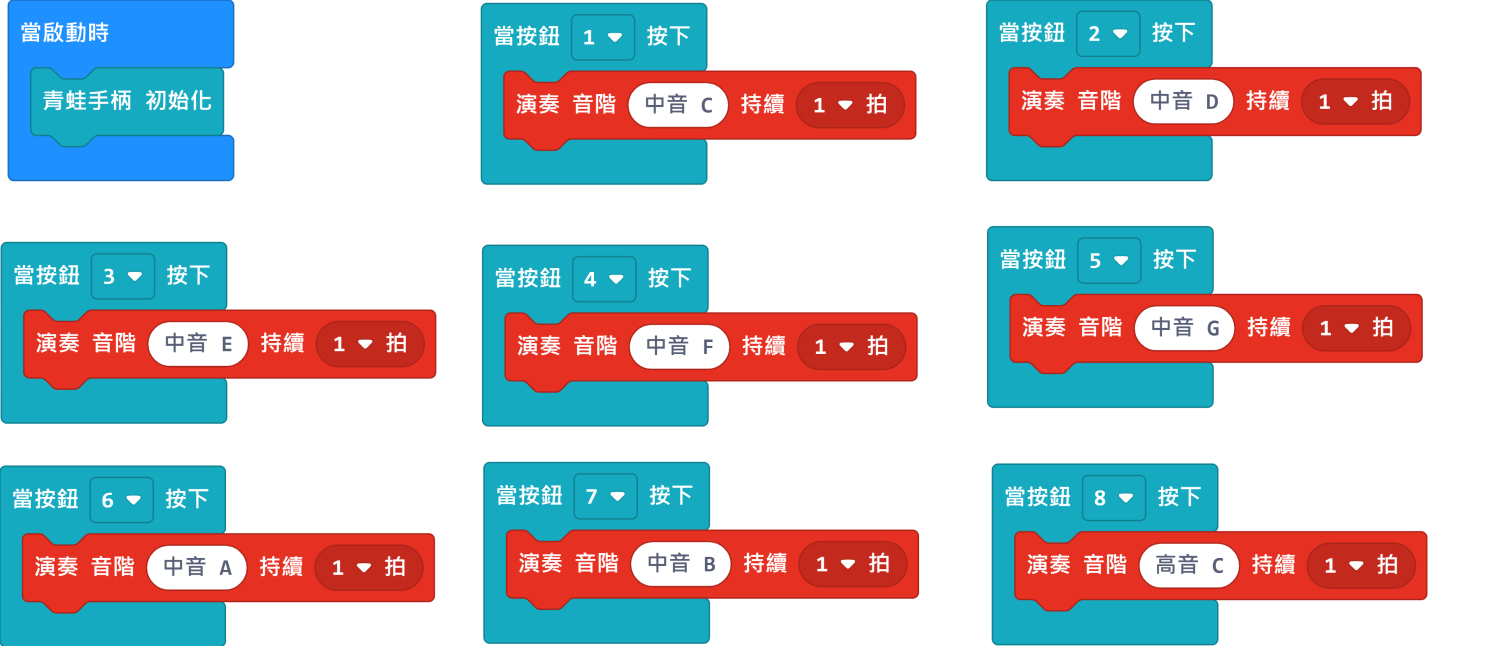 當啟動時
青蛙手柄 初始化
當按鈕 1 按下
演奏 音階 中音 C 持續 1 拍
當按鈕 2 按下
演奏 音階 中音 D 持續 1 拍
當按鈕 3 按下
演奏 音階 中音 E 持續 1 拍
當按鈕 4 按下
演奏 音階 中音 F 持續 1 拍
當按鈕 5 按下
演奏 音階 中音 G 持續 1 拍
當按鈕 6 按下
演奏 音階 中音 A 持續 1 拍
當按鈕 7 按下
演奏 音階 中音 B 持續 1 拍
當按鈕 8 按下
演奏 音階 高音 C 持續 1 拍